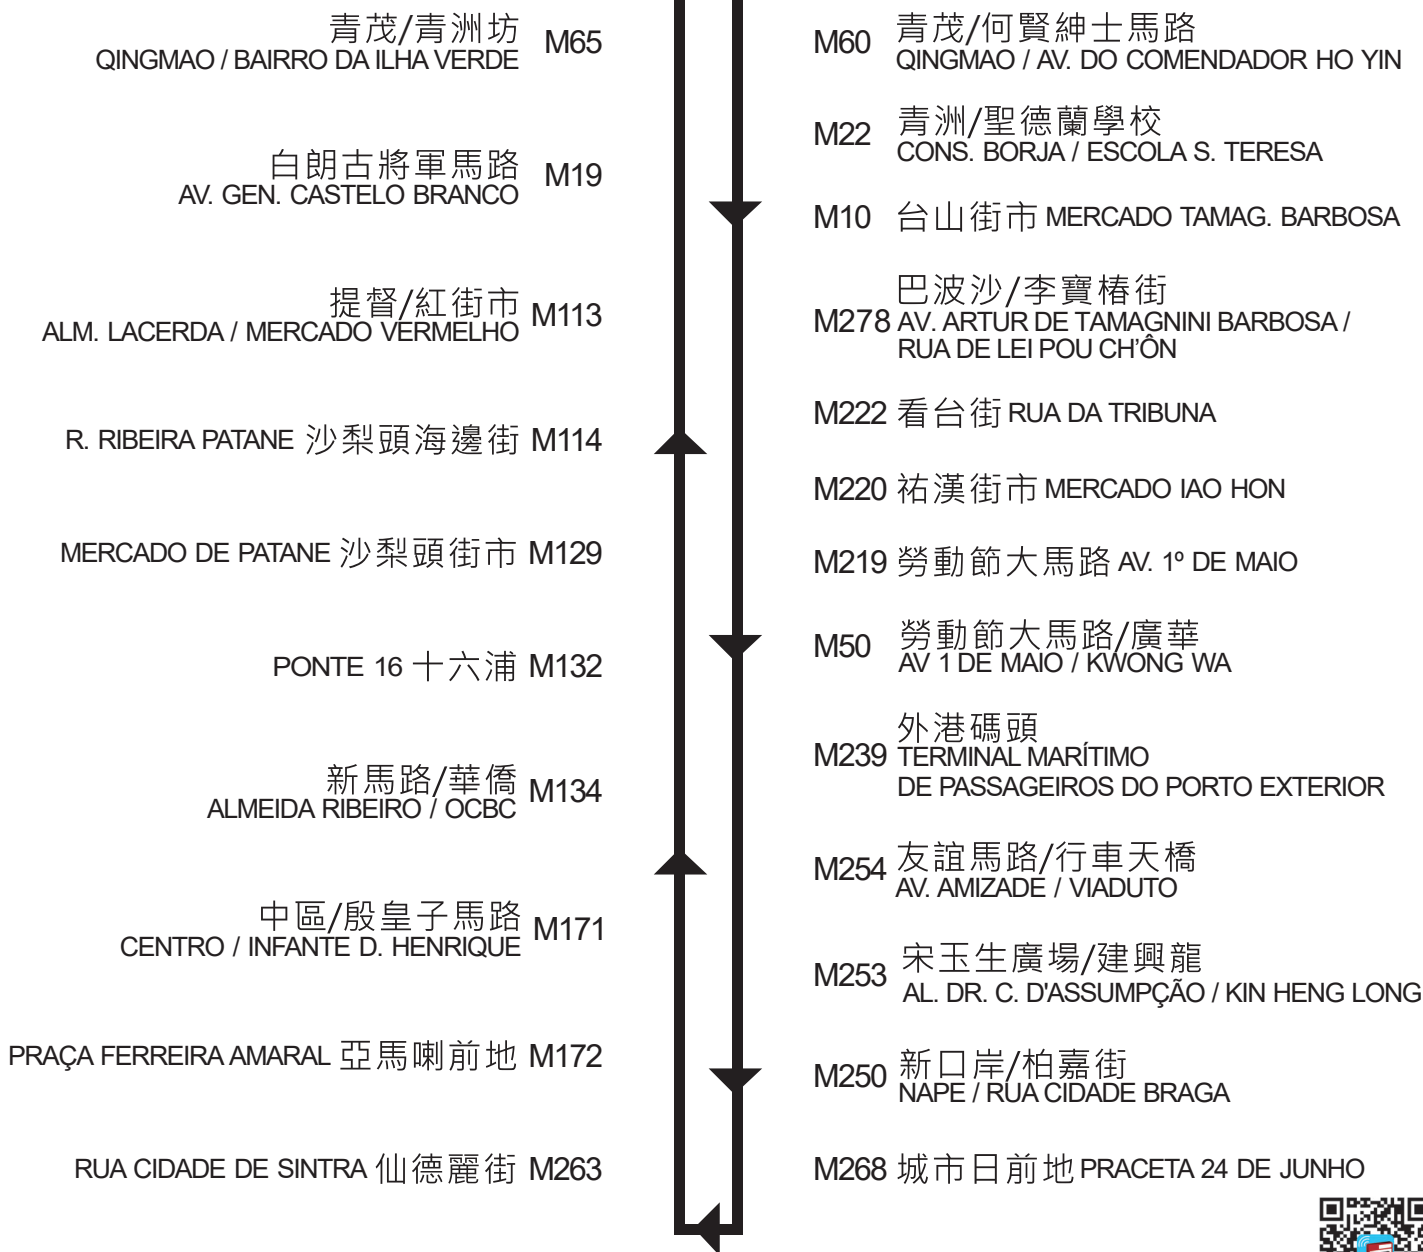 青茂/青洲坊
QINGMAO / BAIRRO DA ILHA VERDE
M65
白朗古將軍馬路
AV. GEN. CASTELO BRANCO
M19
提督/紅街市
ALM. LACERDA / MERCADO VERMELHO
M113
R. RIBEIRA PATANE 沙梨頭海邊街 M114
MERCADO DE PATANE 沙梨頭街市 M129
PONTE 16 十六浦 M132
新馬路/華僑
ALMEIDA RIBEIRO / OCBC
M134
中區/殷皇子馬路
CENTRO / INFANTE D. HENRIQUE
M171
PRAÇA FERREIRA AMARAL 亞馬喇前地 M172
RUA CIDADE DE SINTRA 仙德麗街 M263
M60
青茂/何賢紳士馬路
QINGMAO / AV. DO COMENDADOR HO YIN
M22
青洲/聖德蘭學校
CONS. BORJA / ESCOLA S. TERESA
M10 台山街市 MERCADO TAMAG. BARBOSA
巴波沙/李寶椿街
M278 AV. ARTUR DE TAMAGNINI BARBOSA /
RUA DE LEI POU CH'ÔN
M222 看台街 RUA DA TRIBUNA
M220 祐漢街市 MERCADO IAO HON
M219 勞動節大馬路 AV. 1º DE MAIO
M50
勞動節大馬路/廣華
AV 1 DE MAIO / KWONG WA
外港碼頭
M239 TERMINAL MARÍTIMO
DE PASSAGEIROS DO PORTO EXTERIOR
M254
友誼馬路/行車天橋
AV. AMIZADE / VIADUTO
M253
宋玉生廣場/建興龍
AL. DR. C. D'ASSUMPÇÃO / KIN HENG LONG
M250
新口岸/柏嘉街
NAPE / RUA CIDADE BRAGA
M268 城市日前地 PRACETA 24 DE JUNHO